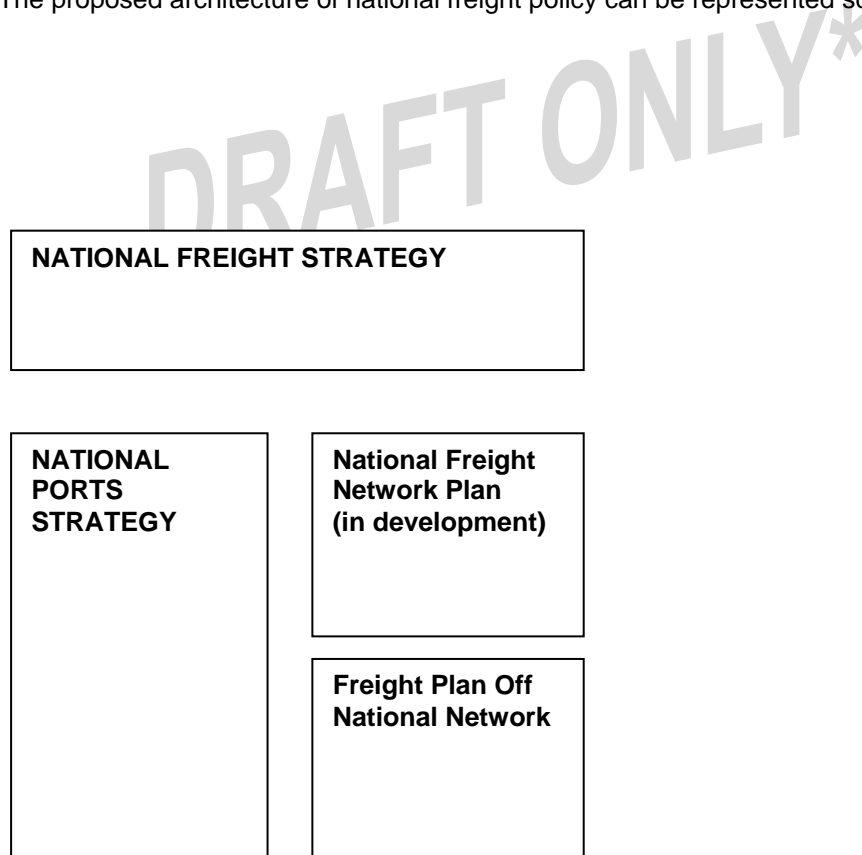 The proposed architecture of national freight policy can be represented
DRAFT ONLY*
NATIONAL FREIGHT STRATEGY
NATIONAL
PORTS
STRATEGY
National Freight
Network Plan
(in development)
Freight Plan Off
National Network